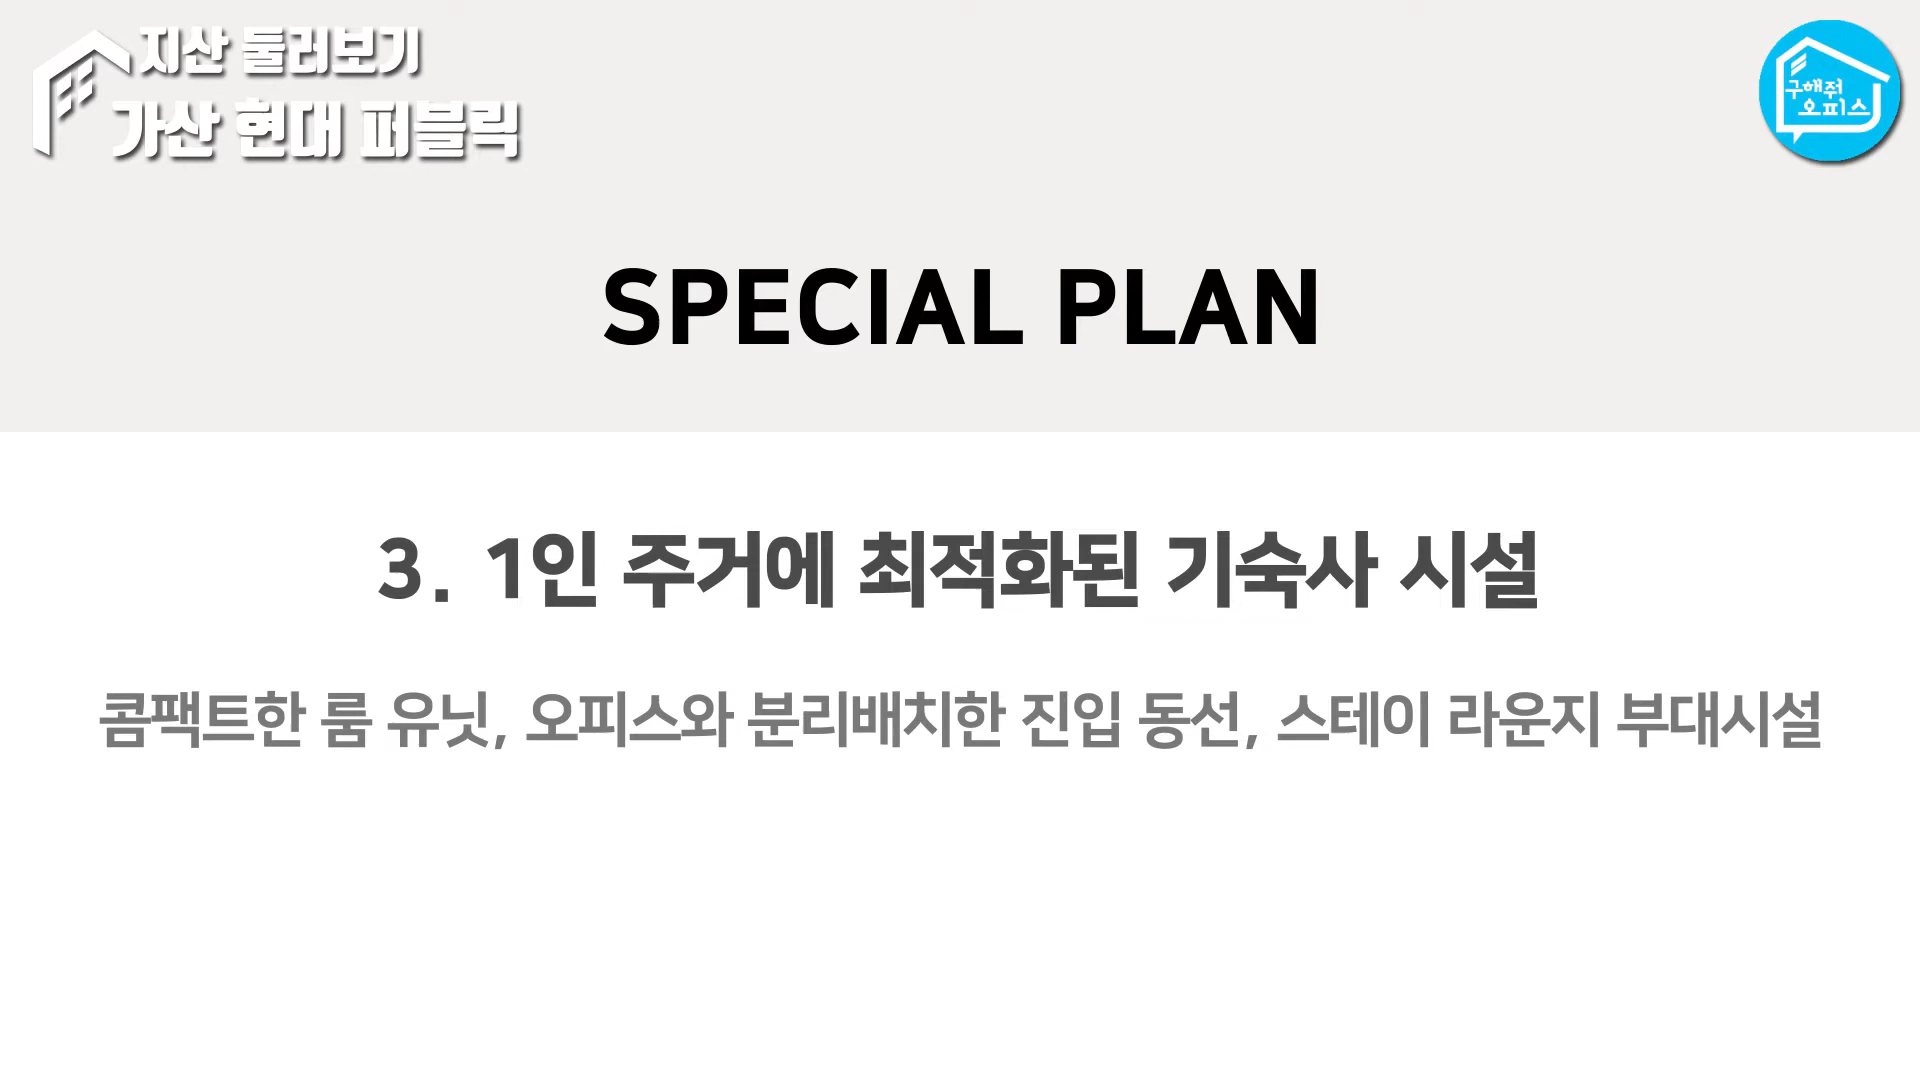 지산 둘러보기
가산 현대 퍼블릭
구해줘
오피스
SPECIAL PLAN
3. 1인 주거에 최적화된 기숙사 시설
콤팩트한 룸 유닛, 오피스와 분리배치한 진입 동선, 스테이 라운지 부대시설